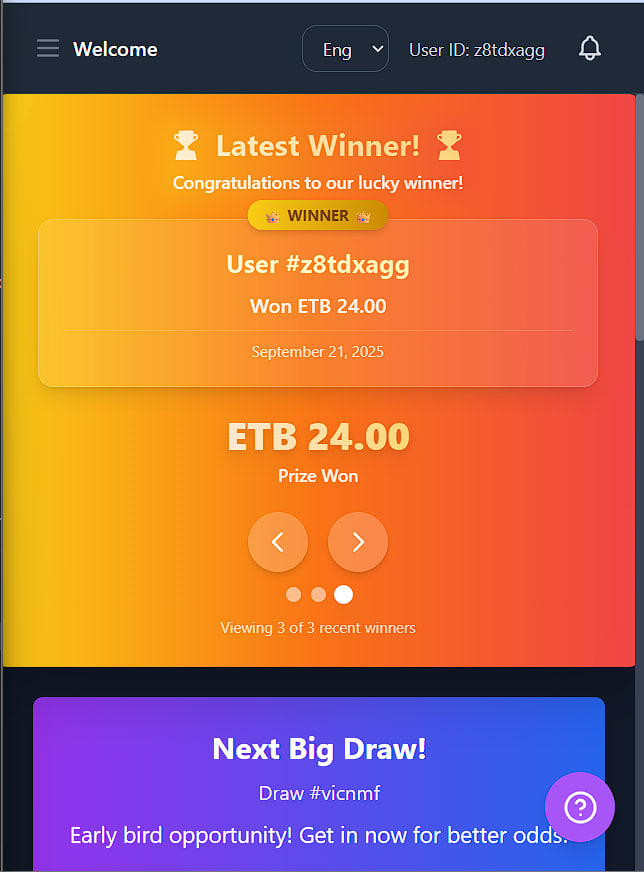 Welcome
Eng
User ID: z8tdxagg
Latest Winner!
Congratulations to our lucky winner!
WINNER
User #z8tdxagg
Won ETB 24.00
September 21, 2025
ETB 24.00
Prize Won
Viewing 3 of 3 recent winners
Next Big Draw!
Draw #vicnmf
Early bird opportunity! Get in now for better odds.